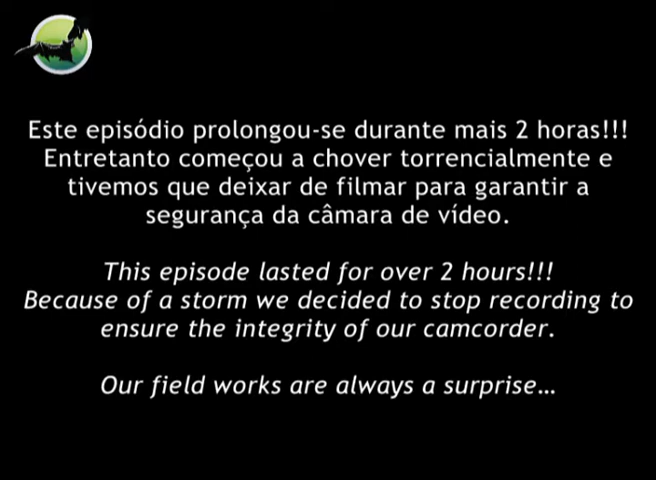 Este episódio prolongou-se durante mais 2 horas!!!
Entretanto começou a chover torrencialmente e
tivemos que deixar de filmar para garantir a
segurança da câmara de vídeo.
This episode lasted for over 2 hours!!!
Because of a storm we decided to stop recording to
ensure the integrity of our camcorder.
Our field works are always a surprise...